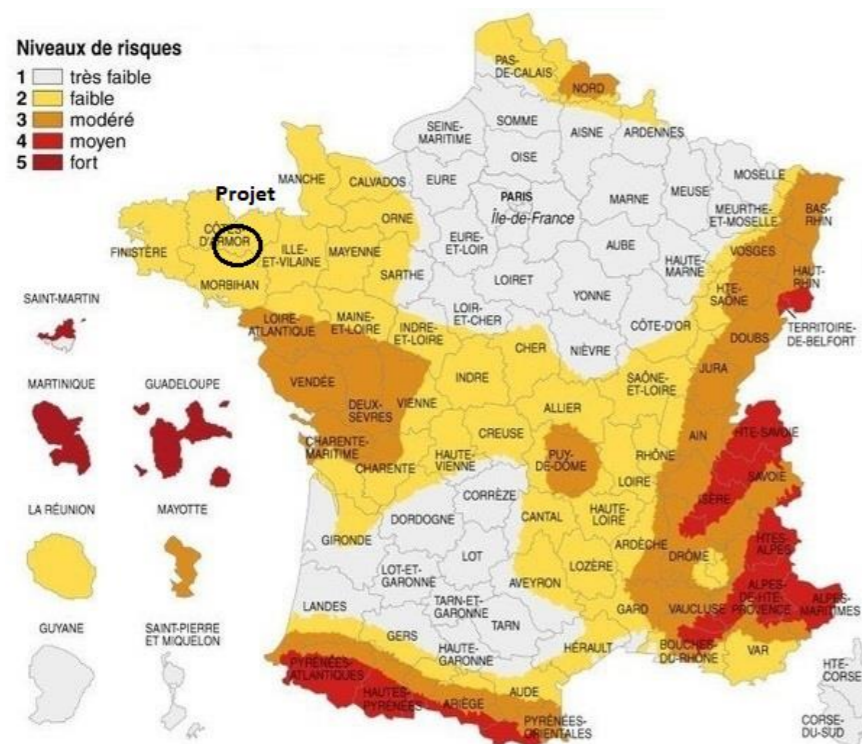 Niveaux de risques
1 très faible
2 faible
3 modéré
4 moyen
5 fort
Projet
PAS-
DE-CALAIS
NORD
SOMME
SEINE-
MARITIME
AISNE
ARDENNES
OISE
MANCHE
CALVADOS
EURE
PARIS
Île-de-France
MARNE
MEUSE
MOSELLE
MEURTHE-
ET-MOSELLE
BAS-
RHIN
ORNE
CÔTES-
D'ARMOR
FINISTÈRE
ILLE-
ET-VILAINE
MAYENNE
EURE-
ET-LOIR
AUBE
VOSGES
HAUTE-
MARNE
HAUT-
RHIN
MORBIHAN
SARTHE
LOIRET
YONNE
HTE-
SAÔNE
TERRITOIRE-
DE-BELFORT
LOIRE-
ATLANTIQUE
MAINE-
ET-LOIRE
INDRE-
ET-LOIRE
LOIR-
ET-CHER
CHER
NIÈVRE
CÔTE-D'OR
DOUBS
JURA
VENDÉE
DEUX-
SÈVRES
VIENNE
INDRE
ALLIER
SAÔNE-
ET-LOIRE
CHARENTE-
MARITIME
CHARENTE
HAUTE-
VIENNE
CREUSE
PUY-
DE-DÔME
LOIRE
RHÔNE
AIN
HTE-SAVOIE
SAVOIE
ISÈRE
CORRÈZE
DORDOGNE
GIRONDE
CANTAL
HAUTE-
LOIRE
ARDÈCHE
DRÔME
HTES-
ALPES
LOT
LOT-ET-
GARONNE
AVEYRON
LOZÈRE
GARD
VAUCLUSE
ALPES-
DE-HTE-
PROVENCE
ALPES-
MARITIMES
LANDES
TARN-ET-
GARONNE
TARN
GERS
HAUTE-
GARONNE
HÉRAULT
BOUCHES-
DU-RHÔNE
VAR
PYRÉNÉES-
ATLANTIQUES
HAUTES-
PYRÉNÉES
ARIÈGE
AUDE
PYRÉNÉES-
ORIENTALES
HTE-
CORSE
CORSE-
DU-SUD
SAINT-MARTIN
MARTINIQUE
GUADELOUPE
LA RÉUNION
MAYOTTE
GUYANE
SAINT-PIERRE
ET MIQUELON